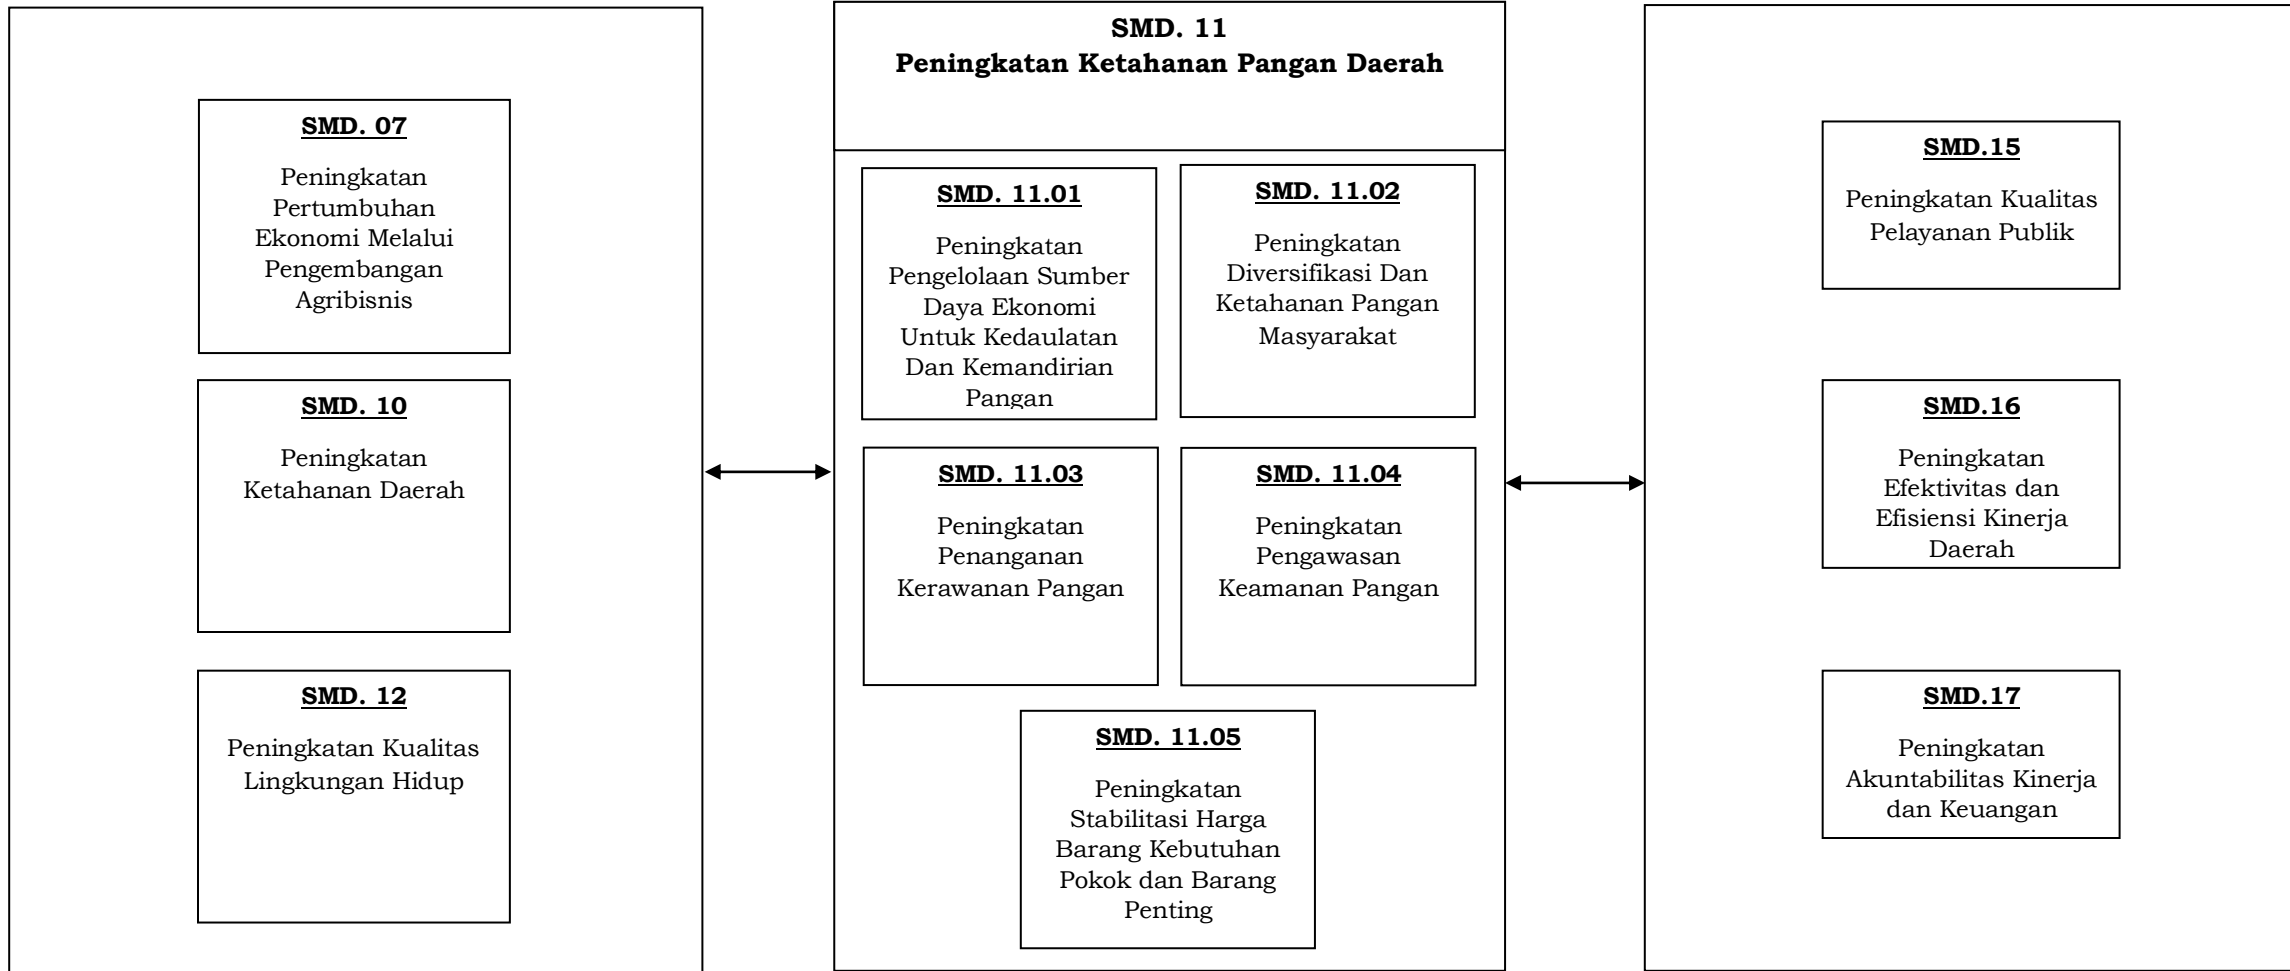 SMD. 07
Peningkatan
Pertumbuhan
Ekonomi Melalui
Pengembangan
Agribisnis
SMD. 10
Peningkatan
Ketahanan Daerah
SMD. 12
Peningkatan Kualitas
Lingkungan Hidup
SMD. 11
Peningkatan Ketahanan Pangan Daerah
SMD. 11.01
Peningkatan
Pengelolaan Sumber
Daya Ekonomi
Untuk Kedaulatan
Dan Kemandirian
Pangan
SMD. 11.02
Peningkatan
Diversifikasi Dan
Ketahanan Pangan
Masyarakat
SMD. 11.03
Peningkatan
Penanganan
Kerawanan Pangan
SMD. 11.04
Peningkatan
Pengawasan
Keamanan Pangan
SMD. 11.05
Peningkatan
Stabilitasi Harga
Barang Kebutuhan
Pokok dan Barang
Penting
SMD.15
Peningkatan Kualitas
Pelayanan Publik
SMD.16
Peningkatan
Efektivitas dan
Efisiensi Kinerja
Daerah
SMD.17
Peningkatan
Akuntabilitas Kinerja
dan Keuangan